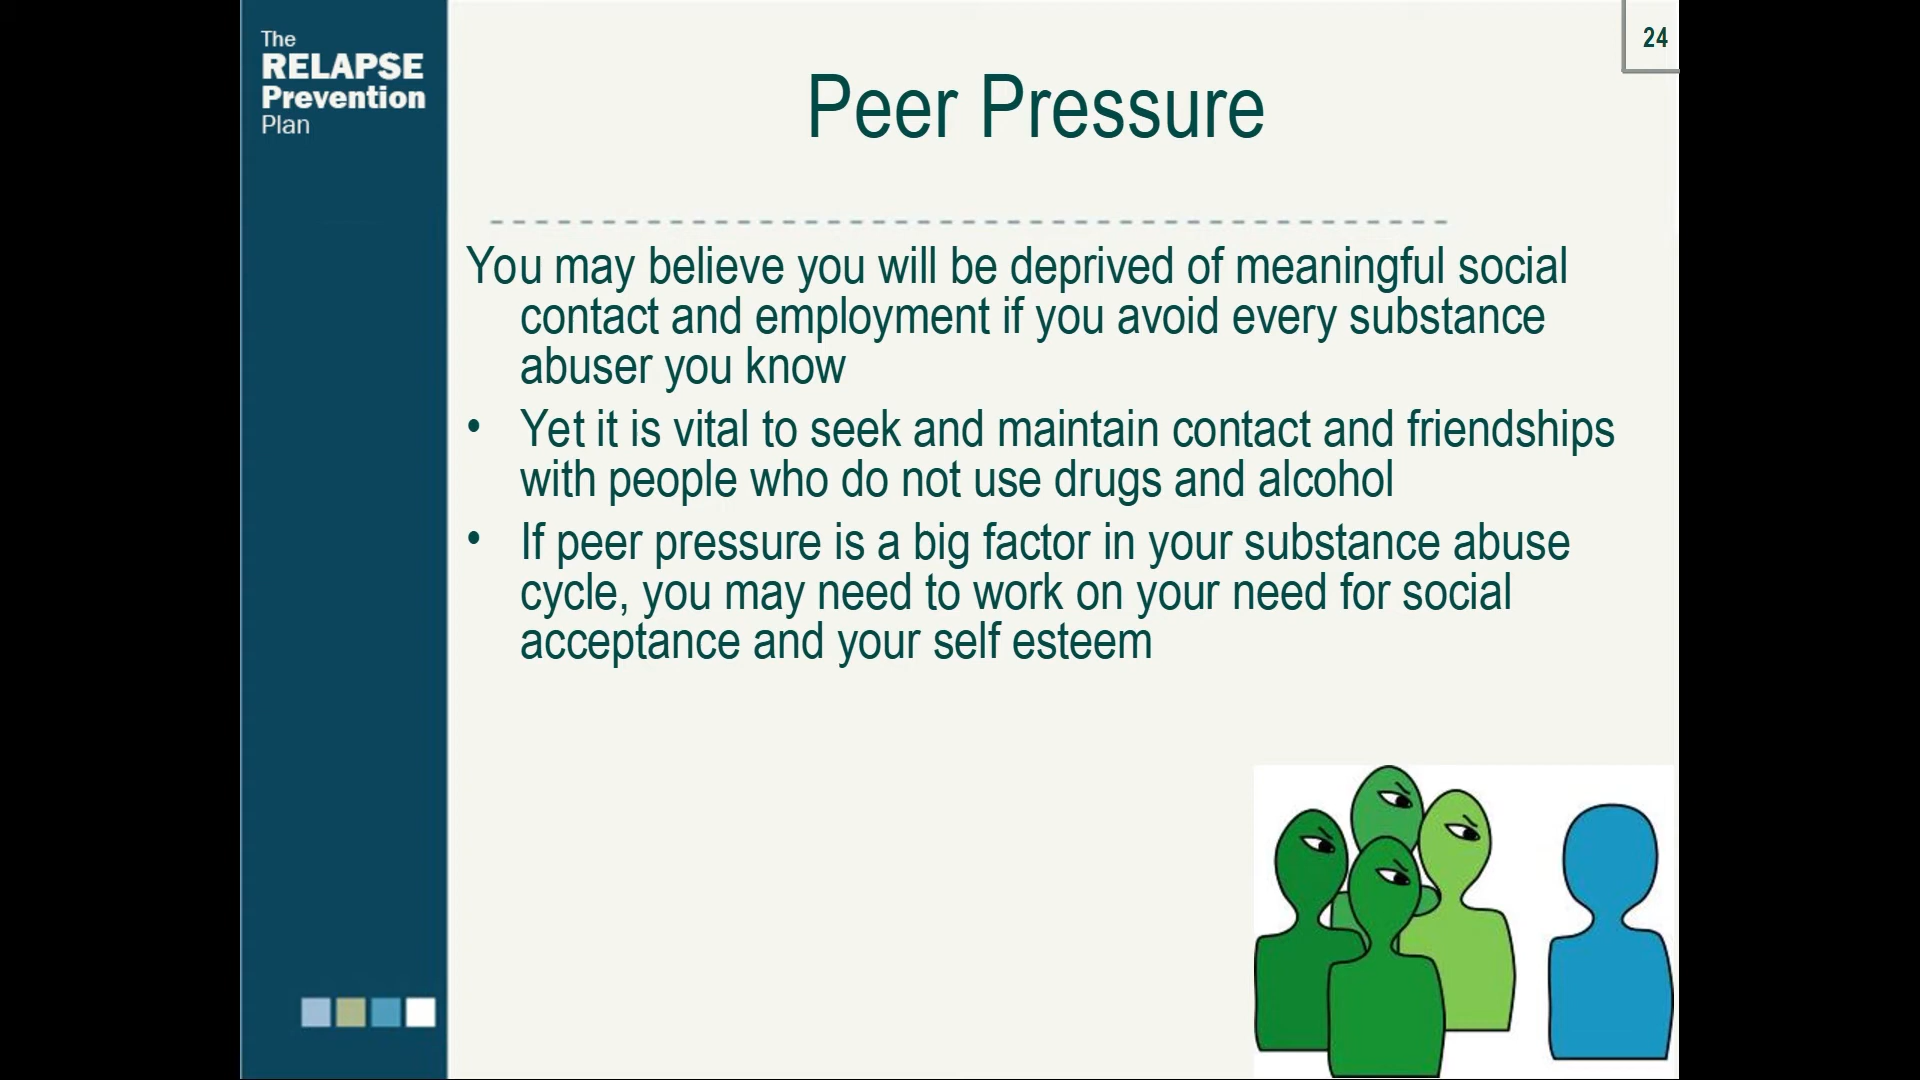 The
RELAPSE
Prevention
Plan
24
Peer Pressure
You may believe you will be deprived of meaningful social
contact and employment if you avoid every substance
abuser you know
• Yet it is vital to seek and maintain contact and friendships
with people who do not use drugs and alcohol
• If peer pressure is a big factor in your substance abuse
cycle, you may need to work on your need for social
acceptance and your self esteem